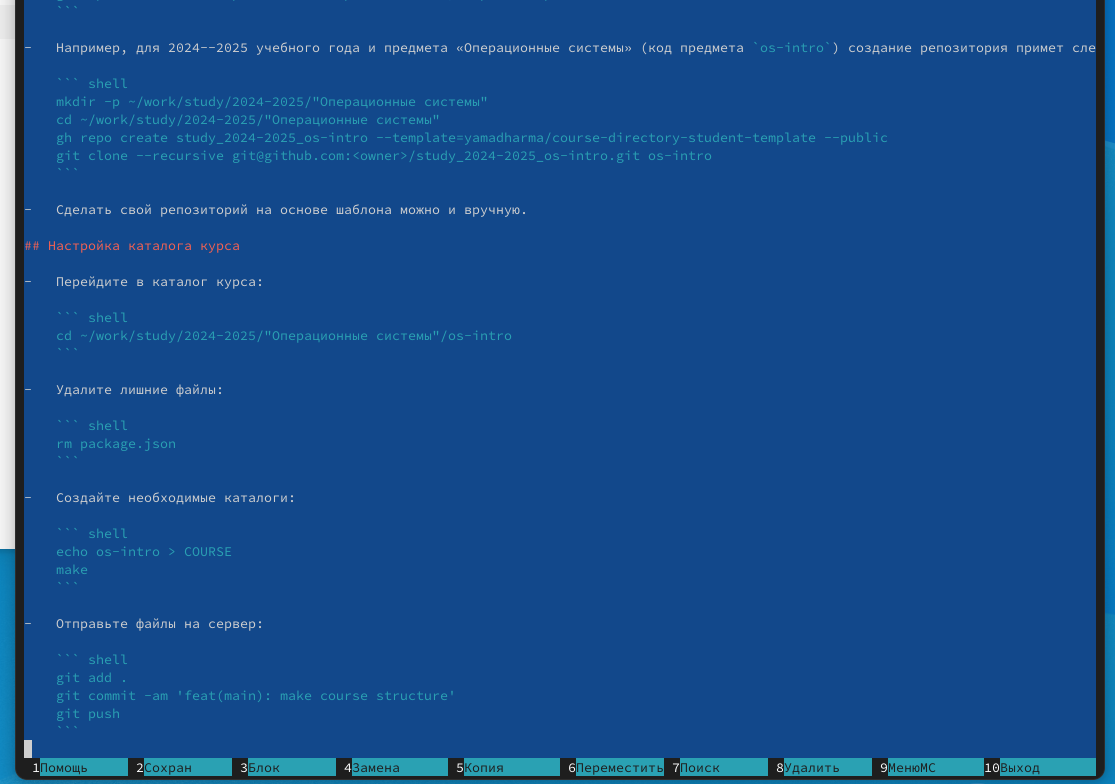 ```
-   Например, для 2024--2025 учебного года и предмета «Операционные системы» (код предмета `os-intro`) создание репозитория примет сле
    ``` shell
    mkdir -p ~/work/study/2024-2025/"Операционные системы"
    cd ~/work/study/2024-2025/"Операционные системы"
    gh repo create study_2024-2025_os-intro --template=yamadharma/course-directory-student-template --public
    git clone --recursive git@github.com:<owner>/study_2024-2025_os-intro.git os-intro
    ```
-   Сделать свой репозиторий на основе шаблона можно и вручную.
## Настройка каталога курса
-   Перейдите в каталог курса:
    ``` shell
    cd ~/work/study/2024-2025/"Операционные системы"/os-intro
    ```
-   Удалите лишние файлы:
    ``` shell
    rm package.json
    ```
-   Создайте необходимые каталоги:
    ``` shell
    echo os-intro > COURSE
    make
    ```
-   Отправьте файлы на сервер:
    ``` shell
    git add .
    git commit -am 'feat(main): make course structure'
    git push
    ```
1Помощь 2Сохран 3Блок 4Замена 5Копия 6Переместить 7Поиск 8Удалить 9МенюMC 10Выход